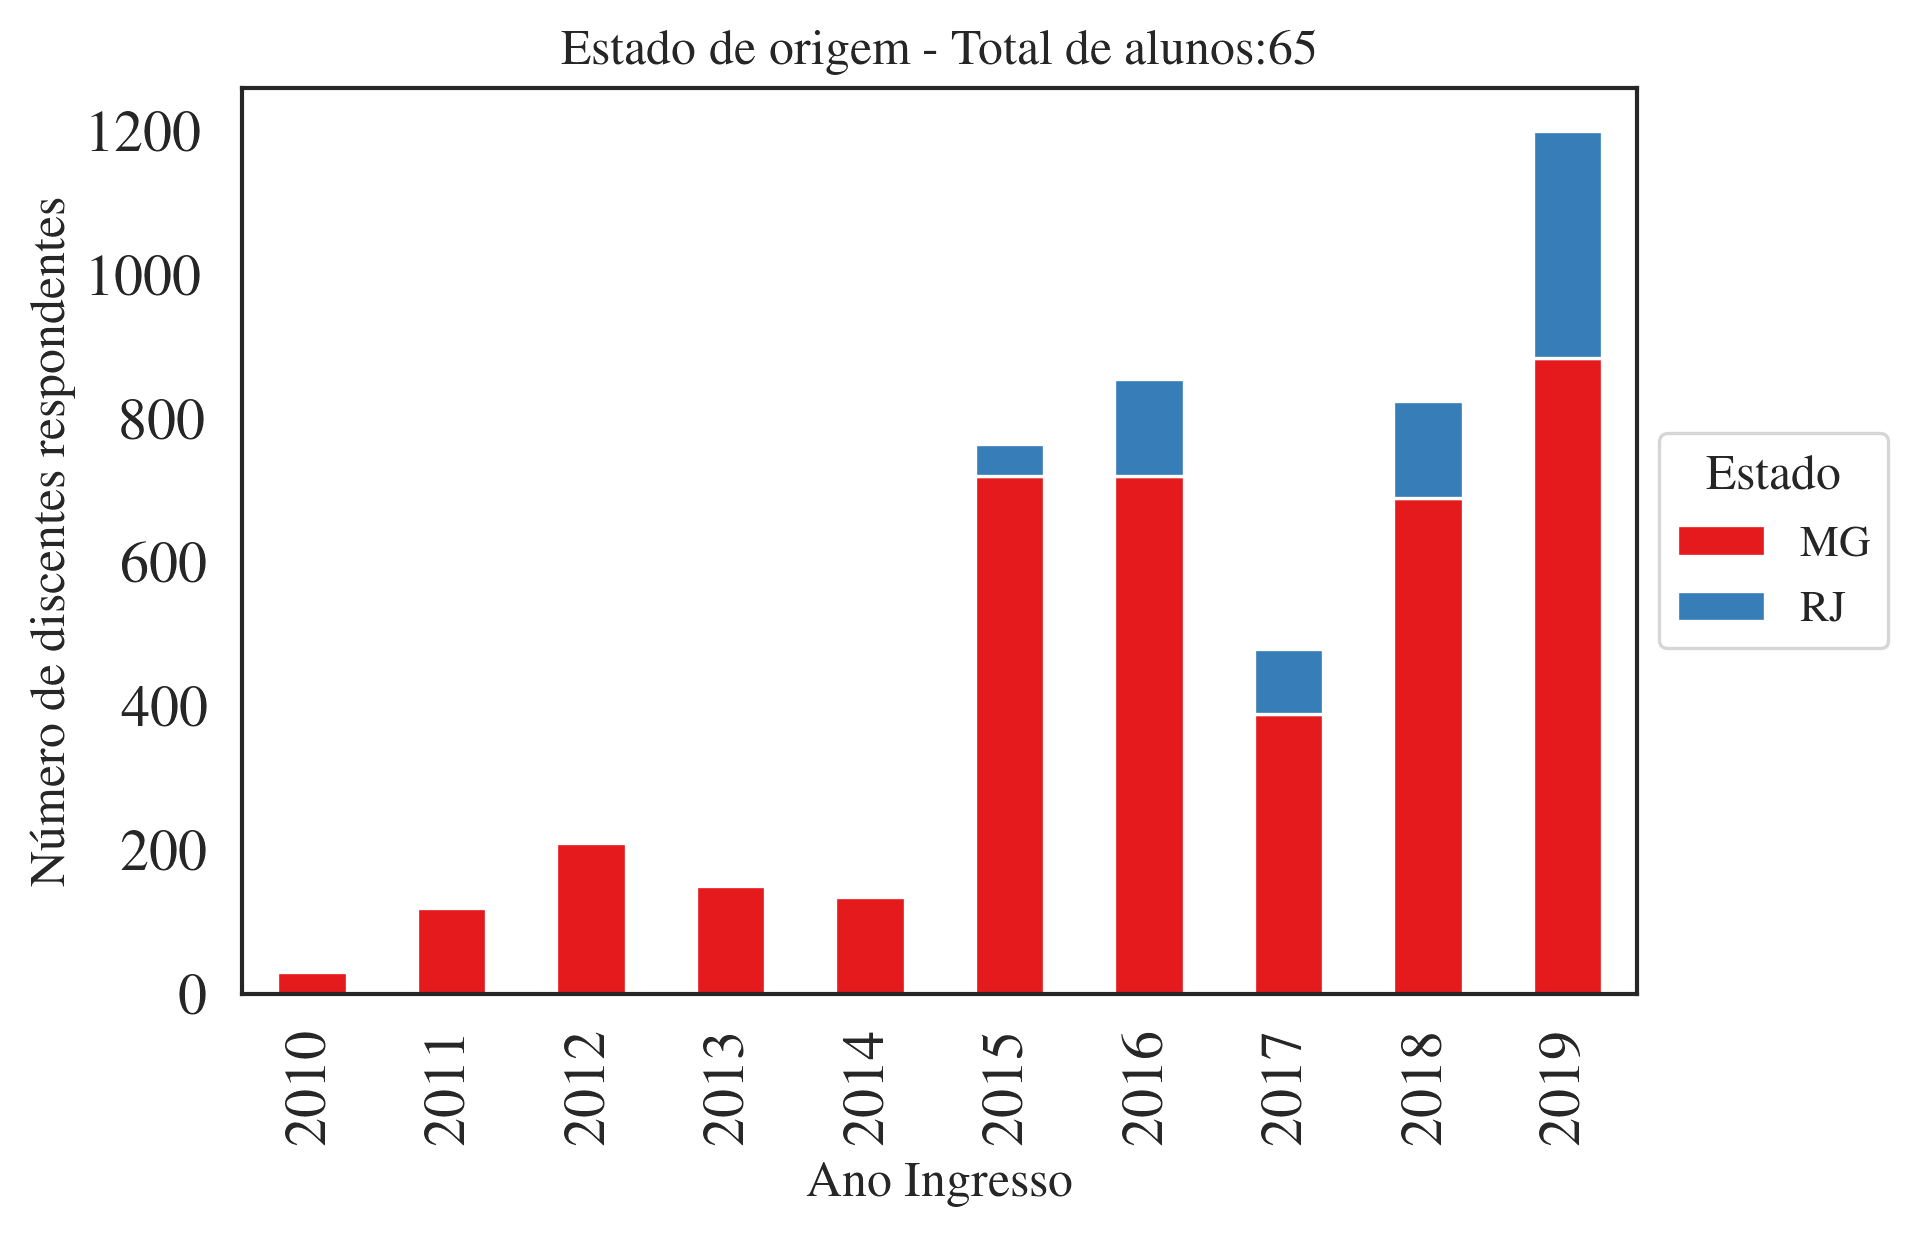 Estado de origem - Total de alunos:65
Número de discentes respondentes
1200
1000
800
600
400
200
0
2010
2011
2012
2013
2014
2015
2016
2017
2018
2019
Ano Ingresso
Estado
MG
RJ